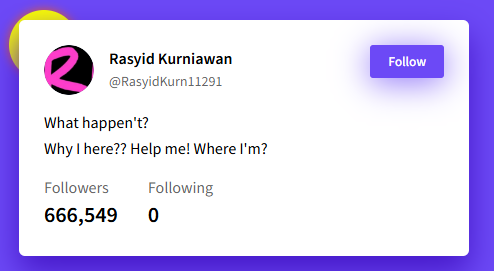 Rasyid Kurniawan
@RasyidKurn11291
Follow
What happen't?
Why I here?? Help me! Where I'm?
Followers
Following
666,549
0